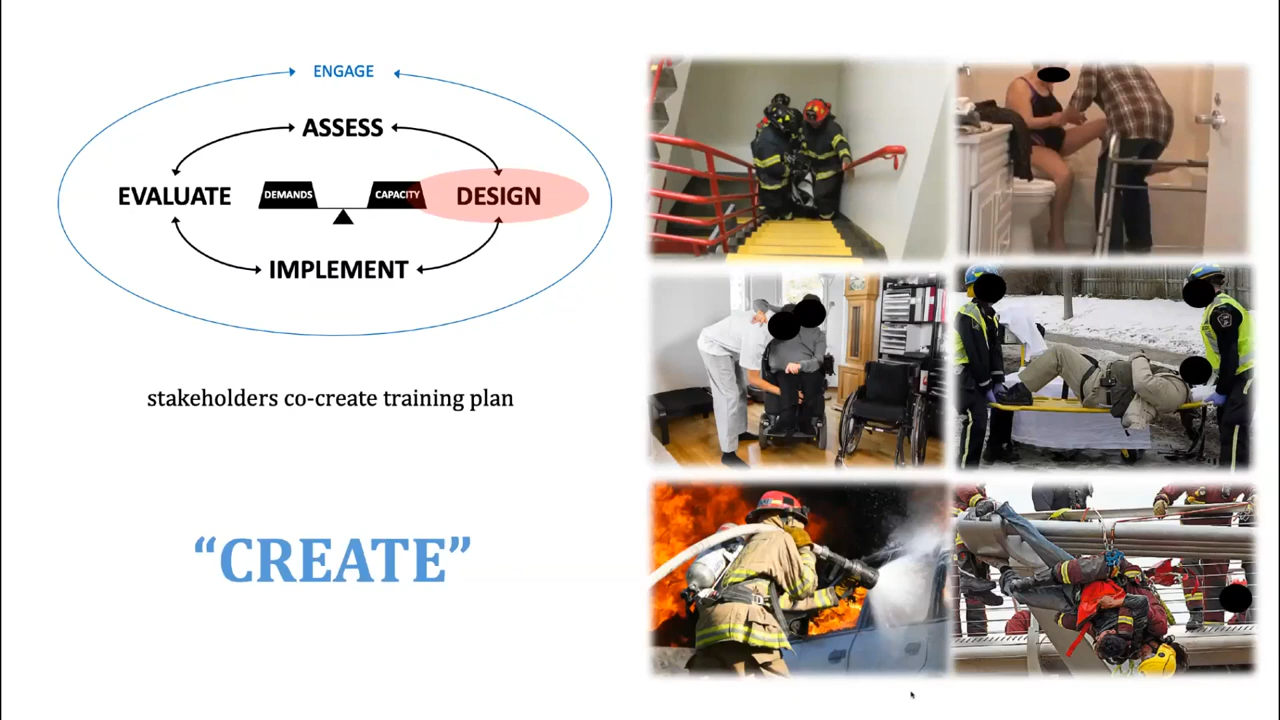 ENGAGE
ASSESS
EVALUATE
DEMANDS
CAPACITY
DESIGN
IMPLEMENT
stakeholders co-create training plan
“CREATE”